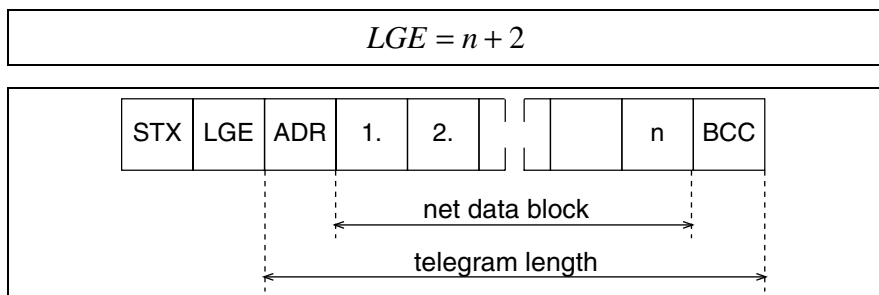 LGE = n + 2
STX LGE ADR 1. 2. n BCC
net data block
telegram length